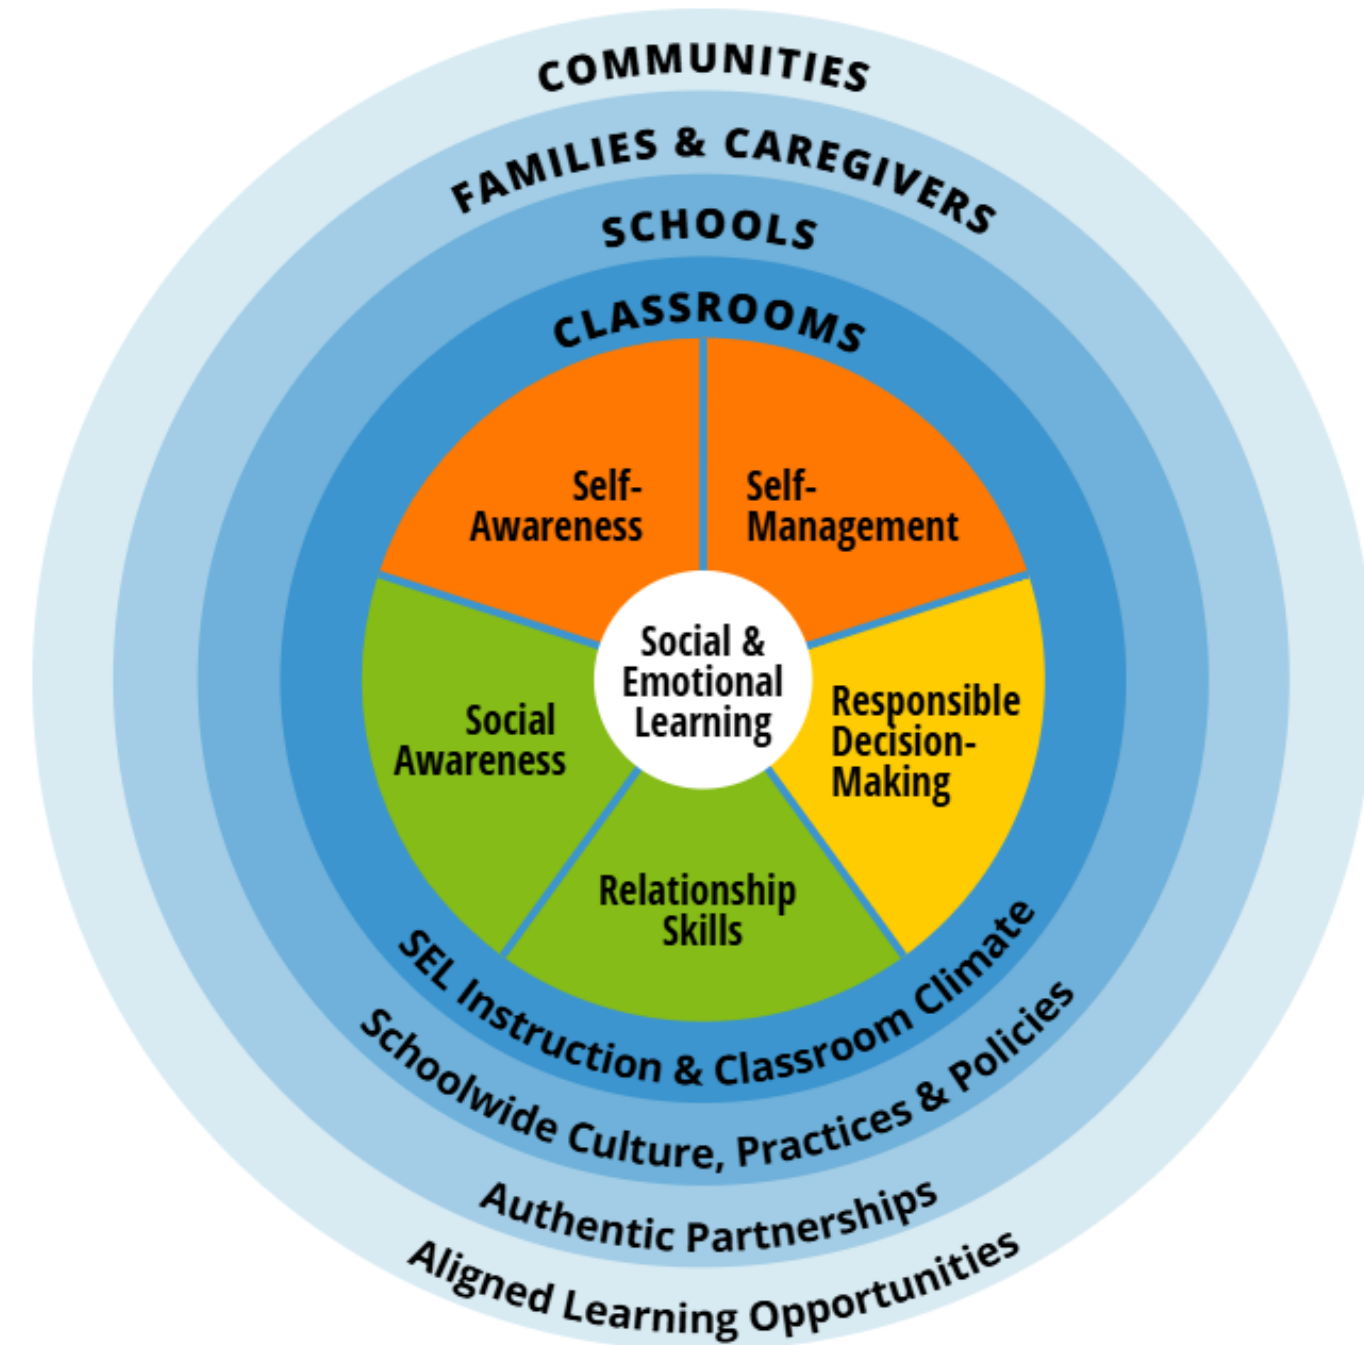 COMMUNITIES
FAMILIES & CAREGIVERS
SCHOOLS
CLASSROOMS
Self-
Awareness
Self-
Management
Social &
Emotional
Learning
Social
Awareness
Responsible
Decision-
Making
Relationship
Skills
SEL Instruction & Classroom Climate
Schoolwide Culture, Practices & Policies
Authentic Partnerships
Aligned Learning Opportunities